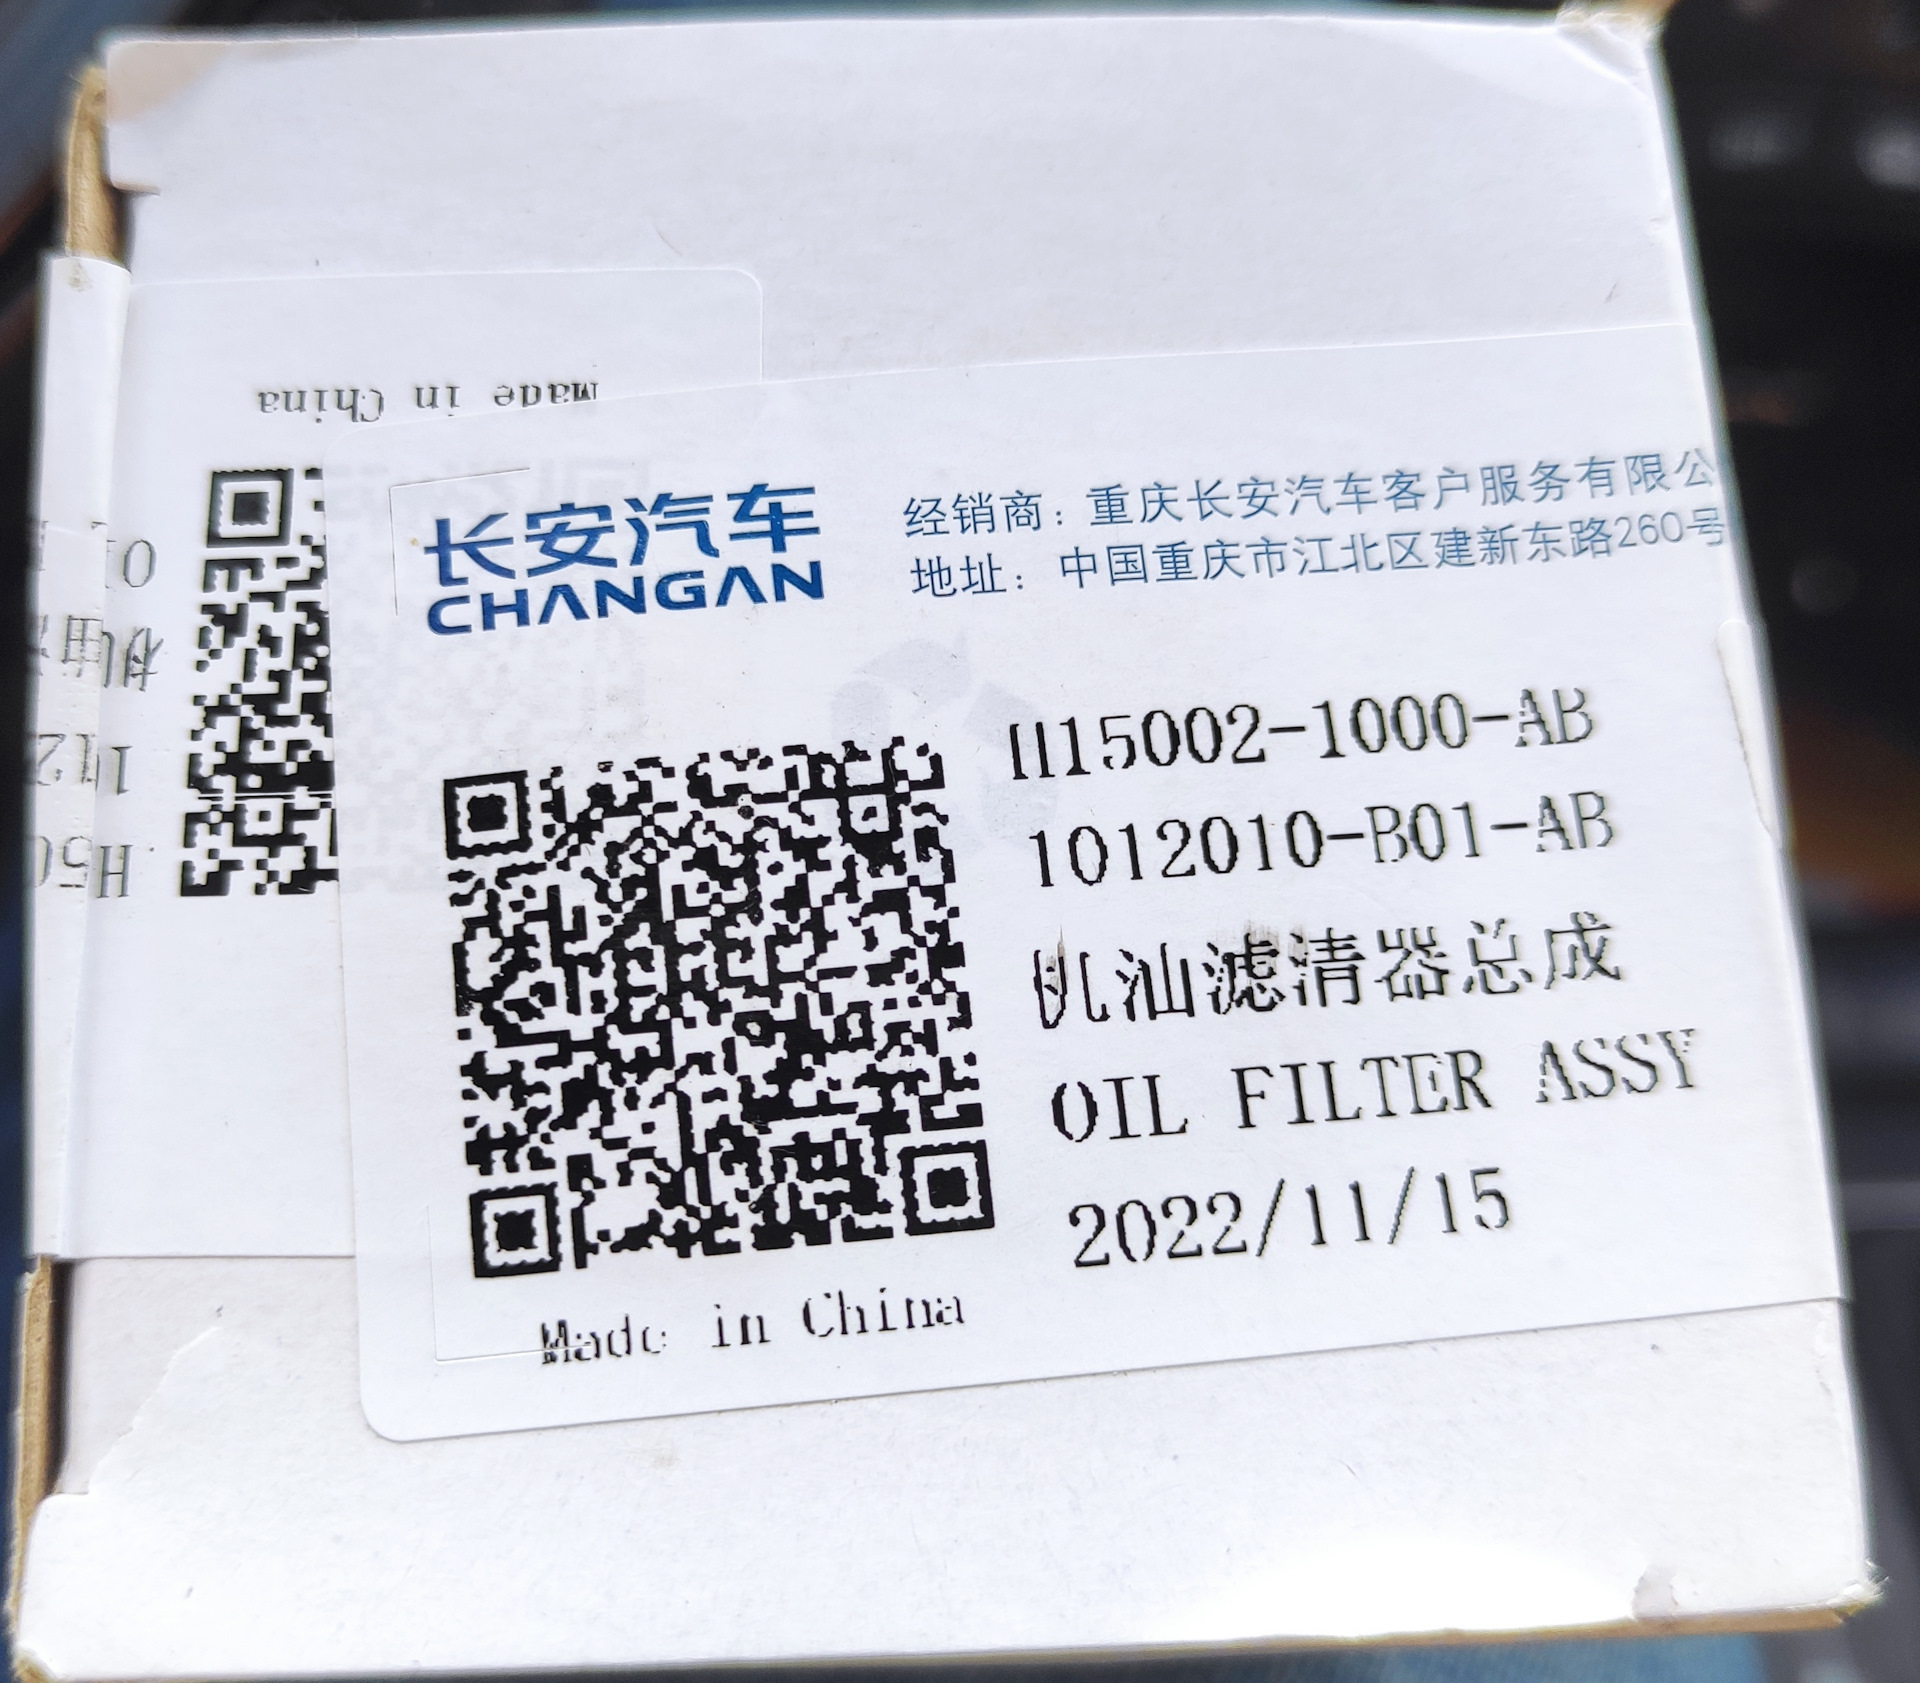 Made in China
长安汽车
CHANGAN
经销商：重庆长安汽车客户服务有限公
地址：中国重庆市江北区建新东路260号
H15002-1000-AB
1012010-B01-AB
机油滤清器总成
OIL FILTER ASSY
2022/11/15
Made in China